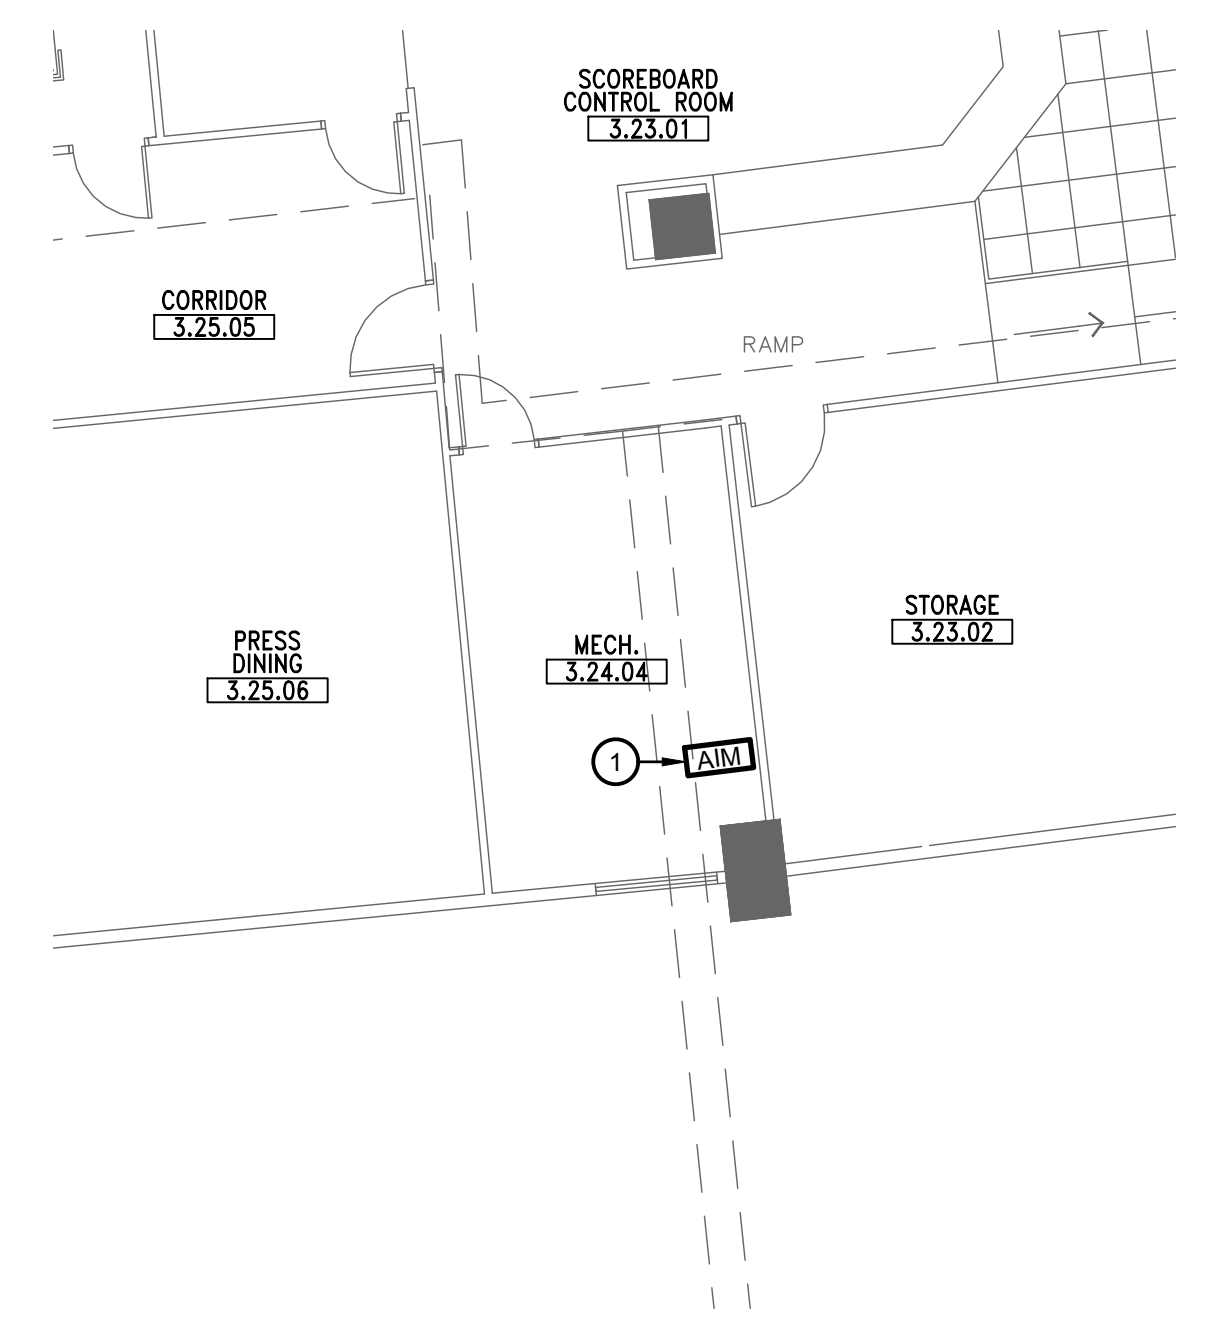 SCOREBOARD
CONTROL ROOM
3.23.01
CORRIDOR
3.25.05
RAMP
STORAGE
3.23.02
PRESS
DINING
3.25.06
MECH.
3.24.04
1
AIM